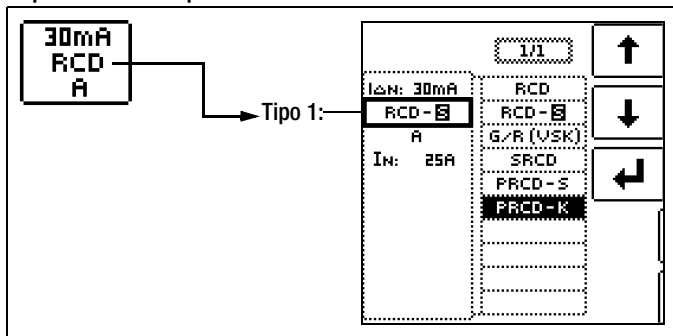 30mA
RCD
A
Tipo 1:
1/1
I∆N: 30mA
RCD-S
A
IN: 25A
RCD
RCD-S
G/R (VSK)
SRCD
PRCD-S
PRCD-K